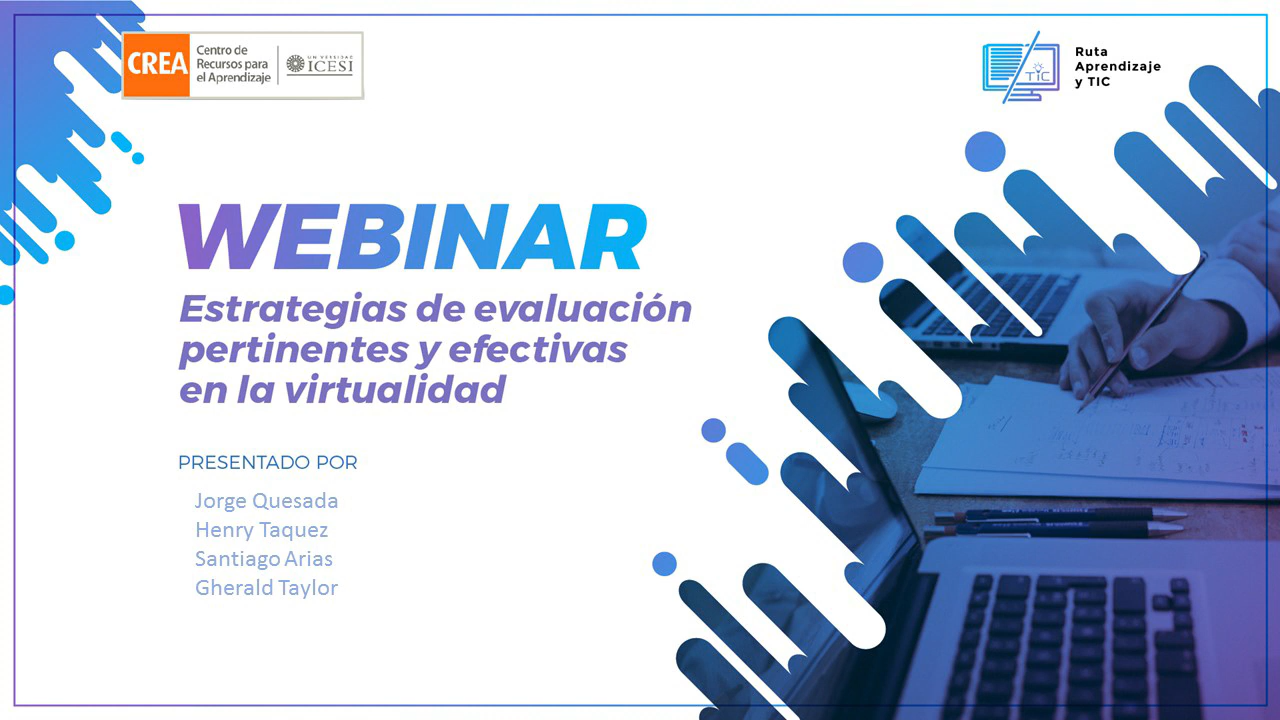 CREA
Centro de
Recursos para
el Aprendizaje
UNIVERSIDAD
ICESI
TIC
Ruta
Aprendizaje
y TIC
WEBINAR
Estrategias de evaluación
pertinentes y efectivas
en la virtualidad
PRESENTADO POR
Jorge Quesada
Henry Taquez
Santiago Arias
Gherald Taylor